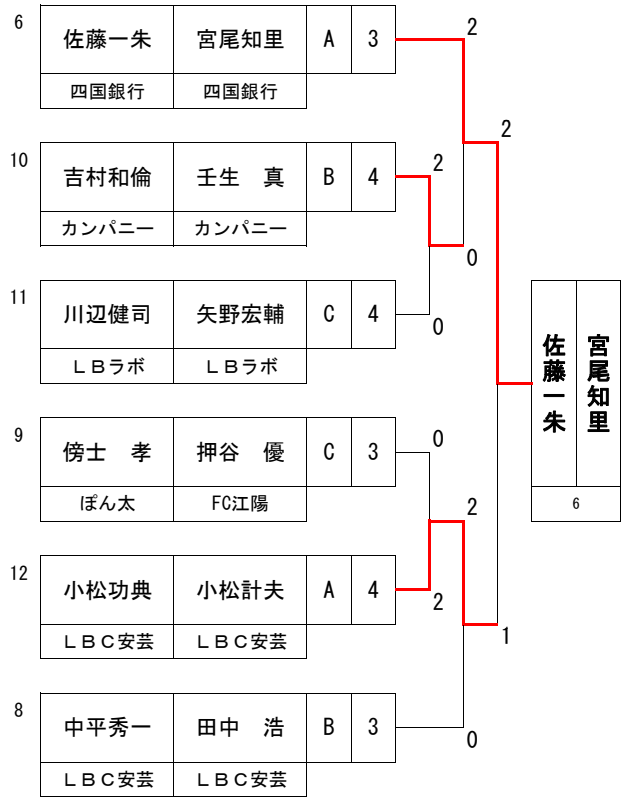 6
佐藤一朱 宮尾知里 A 3
四国銀行 四国銀行
2
2
10
吉村和倫 壬生　真 B 4
カンパニー カンパニー
2
0
11
川辺健司 矢野宏輔 C 4
ＬＢラボ ＬＢラボ
0
佐藤一朱
宮尾知里
6
9
傍士　孝 押谷　優 C 3
ぽん太 FC江陽
0
2
12
小松功典 小松計夫 A 4
ＬＢＣ安芸 ＬＢＣ安芸
2
1
8
中平秀一 田中　浩 B 3
ＬＢＣ安芸 ＬＢＣ安芸
0